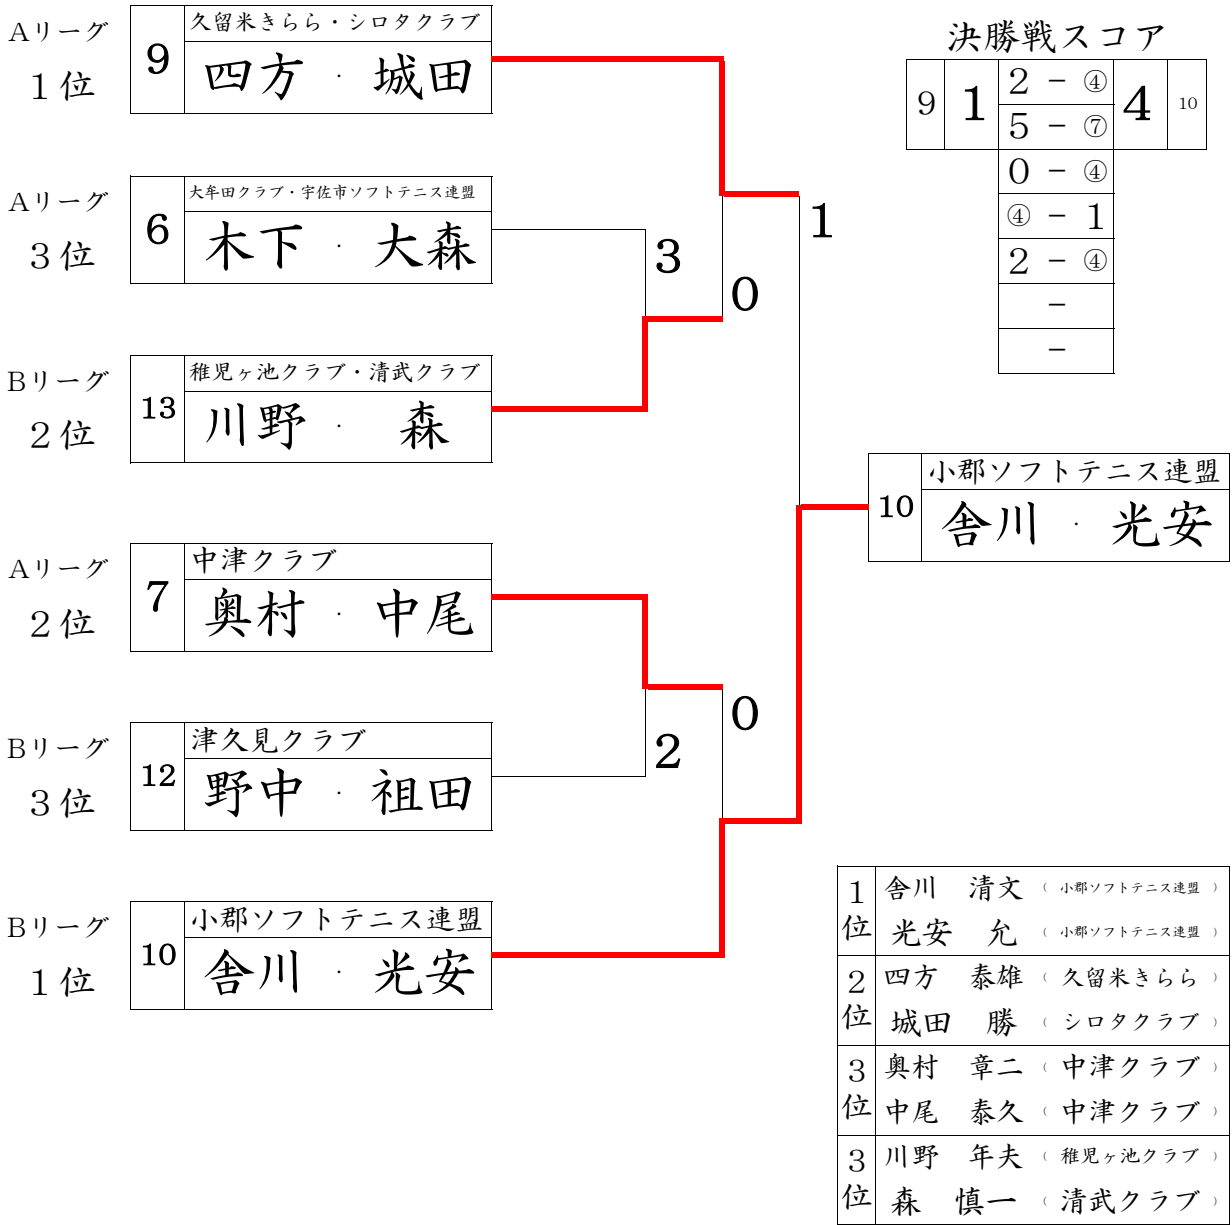 Aリーグ
1位
9
久留米きらら・シロタクラブ
四方 ・ 城田
Aリーグ
3位
6
大牟田クラブ・宇佐市ソフトテニス連盟
木下 ・ 大森
Bリーグ
2位
13
稚児ヶ池クラブ・清武クラブ
川野 ・ 森
Aリーグ
2位
7
中津クラブ
奥村 ・ 中尾
Bリーグ
3位
12
津久見クラブ
野中 ・ 祖田
Bリーグ
1位
10
小郡ソフトテニス連盟
舎川 ・ 光安
3
0
1
0
2
決勝戦スコア
9 1 2 − ④ 4 10
5 − ⑦
0 − ④
④ − 1
2 − ④
−
−
10
小郡ソフトテニス連盟
舎川 ・ 光安
1位
舎川 清文 （ 小郡ソフトテニス連盟 ）
光安 允 （ 小郡ソフトテニス連盟 ）
2位
四方 泰雄 （ 久留米きらら ）
城田 勝 （ シロタクラブ ）
3位
奥村 章二 （ 中津クラブ ）
中尾 泰久 （ 中津クラブ ）
3位
川野 年夫 （ 稚児ヶ池クラブ ）
森 慎一 （ 清武クラブ ）